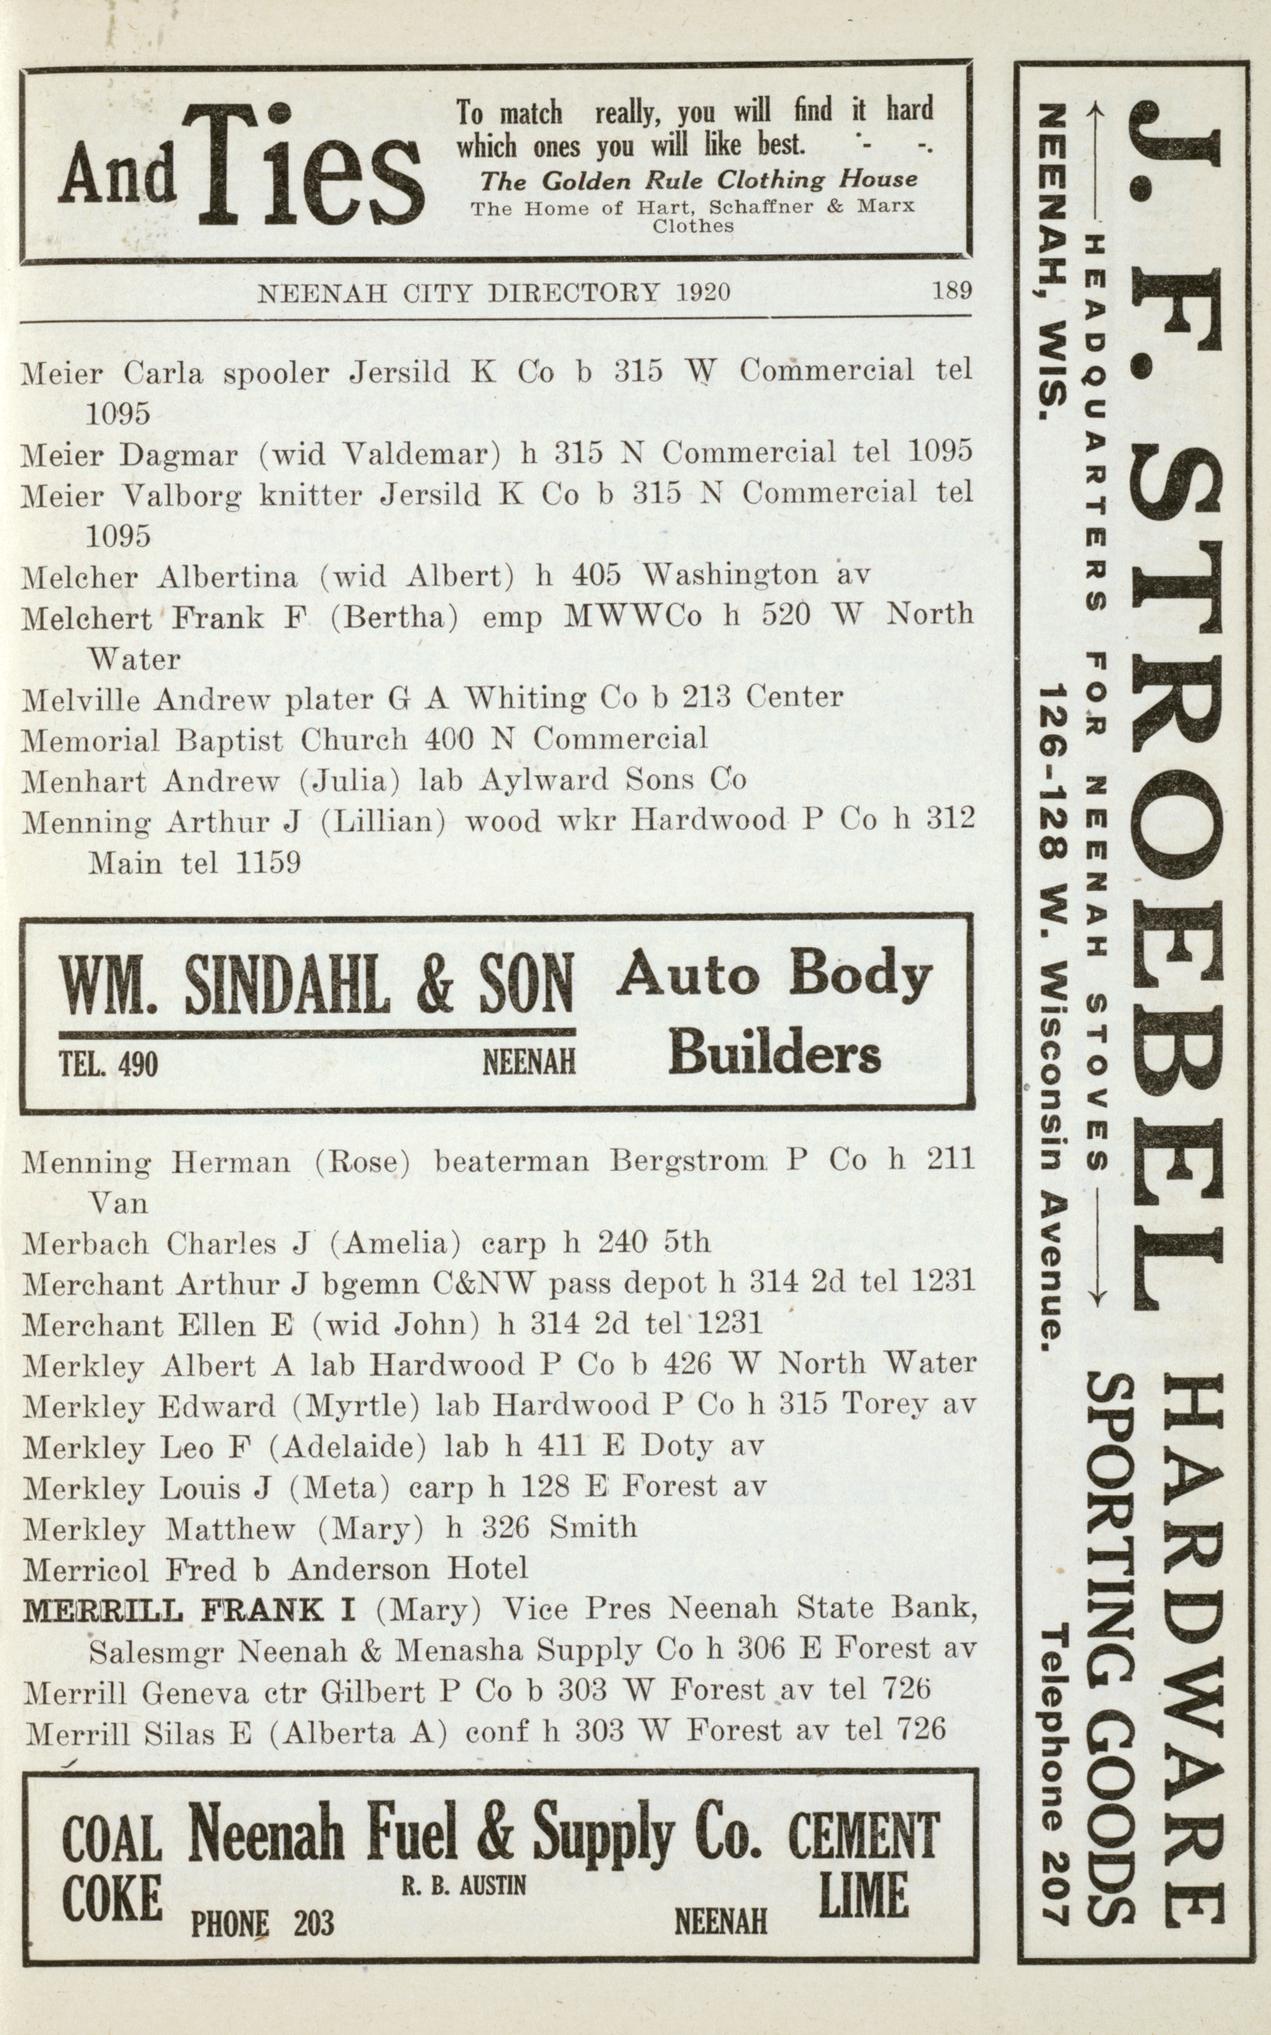 And Ties
To match really, you will find it hard
which ones you will like best. '- -.
The Golden Rule Clothing House
The Home of Hart, Schaffner & Marx
Clothes
NEENAH CITY DIRECTORY 1920 189
Meier Carla spooler Jersild K Co b 315 W Commercial tel
1095
Meier Dagmar (wid Valdemar) h 315 N Commercial tel 1095
Meier Valborg knitter Jersild K Co b 315 N Commercial tel
1095
Melcher Albertina (wid Albert) h 405 Washington av
Melchert Frank F (Bertha) emp MWWCo h 520 W North
Water
Melville Andrew plater G A Whiting Co b 213 Center
Memorial Baptist Church 400 N Commercial
Menhart Andrew (Julia) lab Aylward Sons Co
Menning Arthur J (Lillian) wood wkr Hardwood P Co h 312
Main tel 1159
WM. SINDAHL & SON
TEL. 490 NEENAH
Auto Body
Builders
Menning Herman (Rose) beaterman Bergstrom P Co h 211
Van
Merbach Charles J (Amelia) carp h 240 5th
Merchant Arthur J bgemn C&NW pass depot h 314 2d tel 1231
Merchant Ellen E (wid John) h 314 2d tel 1231
Merkley Albert A lab Hardwood P Co b 426 W North Water
Merkley Edward (Myrtle) lab Hardwood P Co h 315 Torey av
Merkley Leo F (Adelaide) lab h 411 E Doty av
Merkley Louis J (Meta) carp h 128 E Forest av
Merkley Matthew (Mary) h 326 Smith
Merricol Fred b Anderson Hotel
MERRILL FRANK I (Mary) Vice Pres Neenah State Bank,
Salesmgr Neenah & Menasha Supply Co h 306 E Forest av
Merrill Geneva ctr Gilbert P Co b 303 W Forest av tel 726
Merrill Silas E (Alberta A) conf h 303 W Forest av tel 726
COAL
COKE
Neenah Fuel & Supply Co.
R. B. AUSTIN
PHONE 203 NEENAH
CEMENT
LIME
J. F. STROEBEL HARDWARE
HEADQUARTERS FOR NEENAH STOVES SPORTING GOODS
NEENAH, WIS. 126-128 W. Wisconsin Avenue. Telephone 207